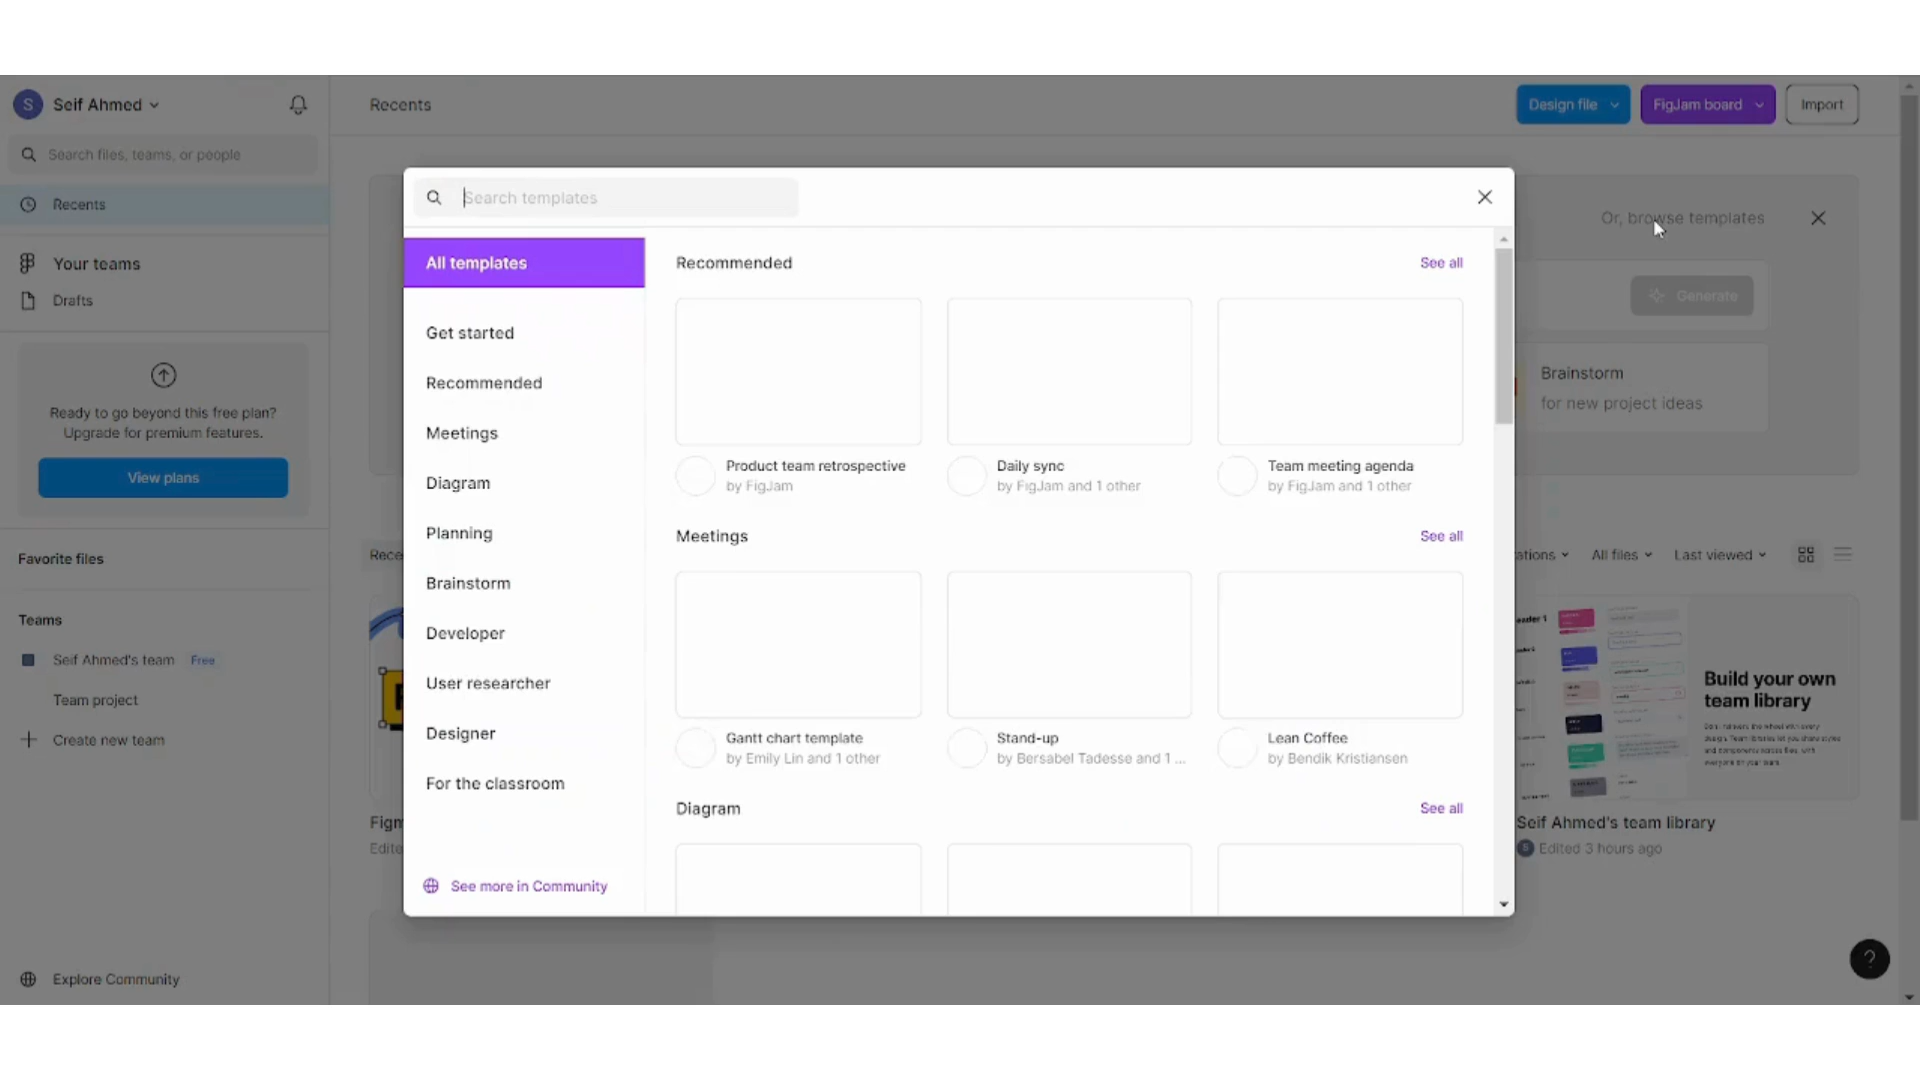 S Seif Ahmed
Search files, teams, or people
Recents
Your teams
Drafts
Ready to go beyond this free plan?
Upgrade for premium features.
View plans
Favorite files
Teams
Seif Ahmed's team Free
Team project
Create new team
Explore Community
Recents
Design file
FigJam board
Import
Or, browse templates
Generate
Brainstorm
for new project ideas
Search templates
All templates
Get started
Recommended
Meetings
Diagram
Planning
Brainstorm
Developer
User researcher
Designer
For the classroom
See more in Community
Recommended
See all
Product team retrospective
by FigJam
Daily sync
by FigJam and 1 other
Team meeting agenda
by FigJam and 1 other
Meetings
See all
Gantt chart template
by Emily Lin and 1 other
Stand-up
by Bersabel Tadesse and 1 ...
Lean Coffee
by Bendik Kristiansen
Diagram
See all
Rece
ations
All files
Last viewed
eader 1
Build your own
team library
Figm
Edite
Seif Ahmed's team library
S Edited 3 hours ago
?